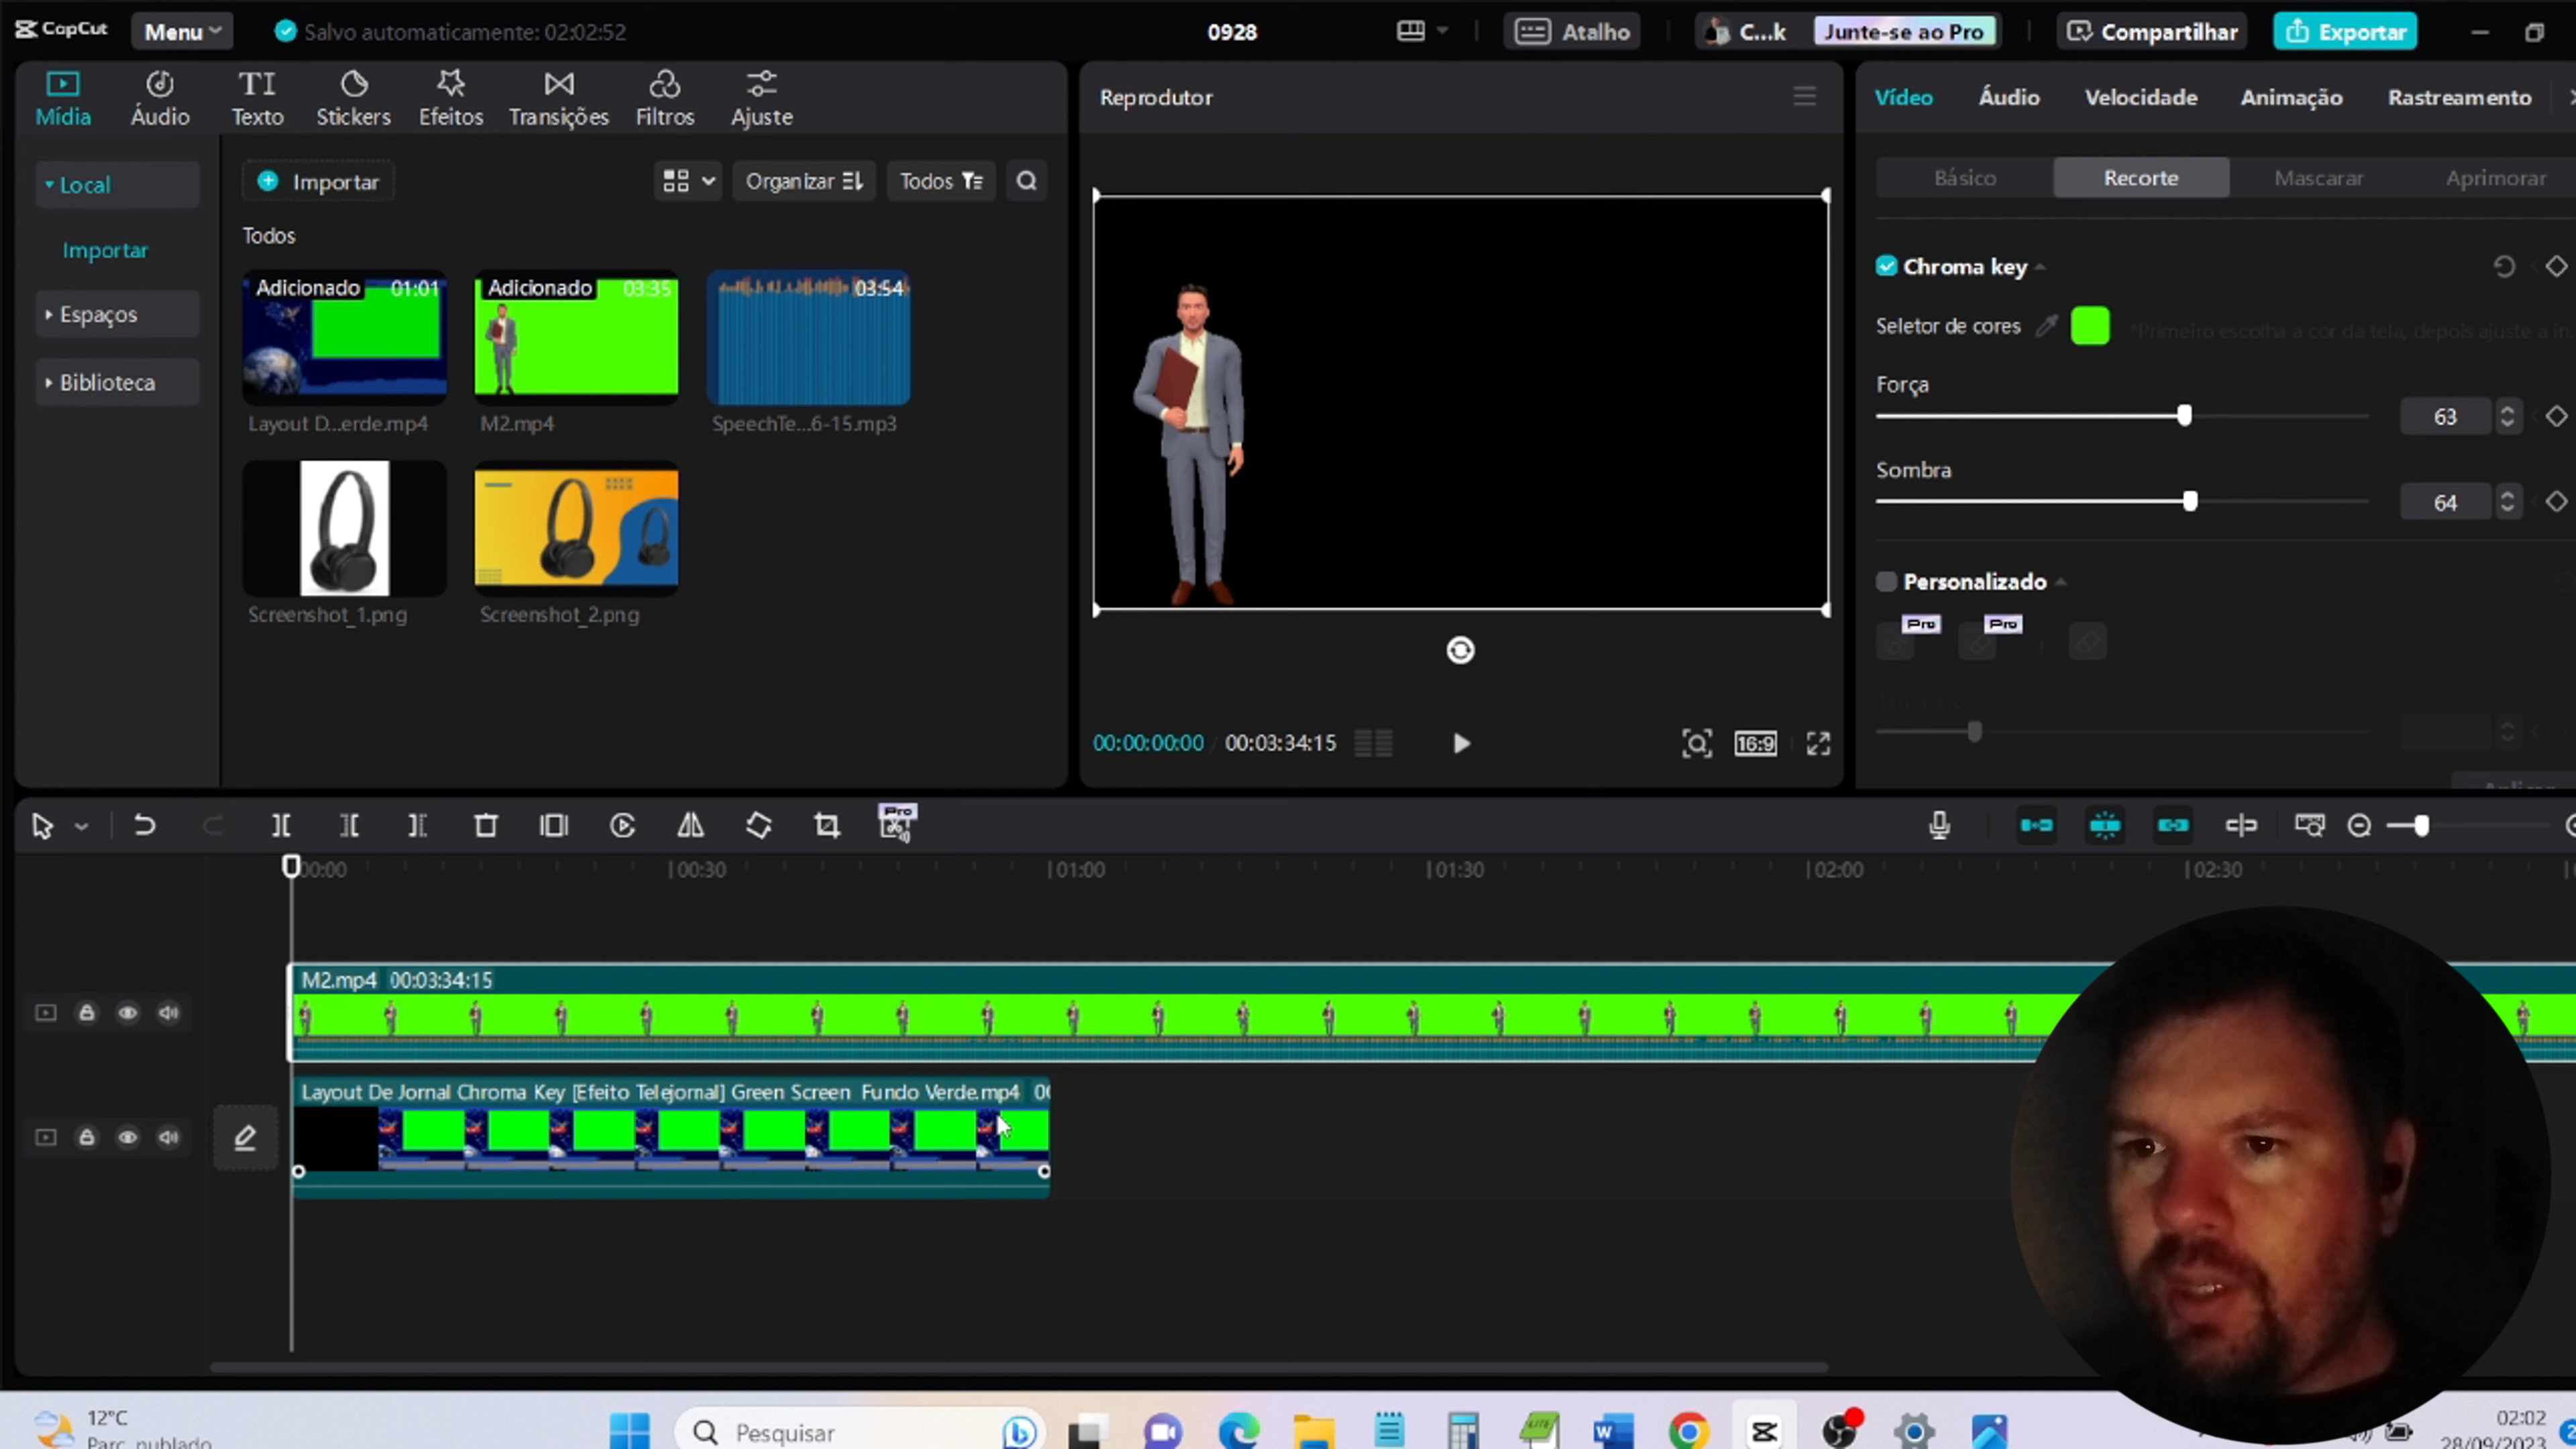 CapCut
Menu
Salvo automaticamente: 02:02:52
0928
Atalho
C...k
Junte-se ao Pro
Compartilhar
Exportar
Mídia
Áudio
Texto
Stickers
Efeitos
Transições
Filtros
Ajuste
Local
Importar
Espaços
Biblioteca
Importar
Organizar
Todos
Todos
Adicionado 01:01
Layout D...erde.mp4
Adicionado 03:35
M2.mp4
03:54
SpeechTe...6-15.mp3
Screenshot_1.png
Screenshot_2.png
Reprodutor
00:00:00:00 / 00:03:34:15
16:9
Vídeo
Áudio
Velocidade
Animação
Rastreamento
Básico
Recorte
Mascarar
Aprimorar
Chroma key
Seletor de cores
*Primeiro escolha a cor da tela, depois ajuste a in
Força
63
Sombra
64
Personalizado
Pro
Pro
Pro
00:00
00:30
01:00
01:30
02:00
02:30
M2.mp4 00:03:34:15
Layout De Jornal Chroma Key [Efeito Telejornal] Green Screen Fundo Verde.mp4 00
12°C
Parc. nublado
Pesquisar
02:02
28/09/2023